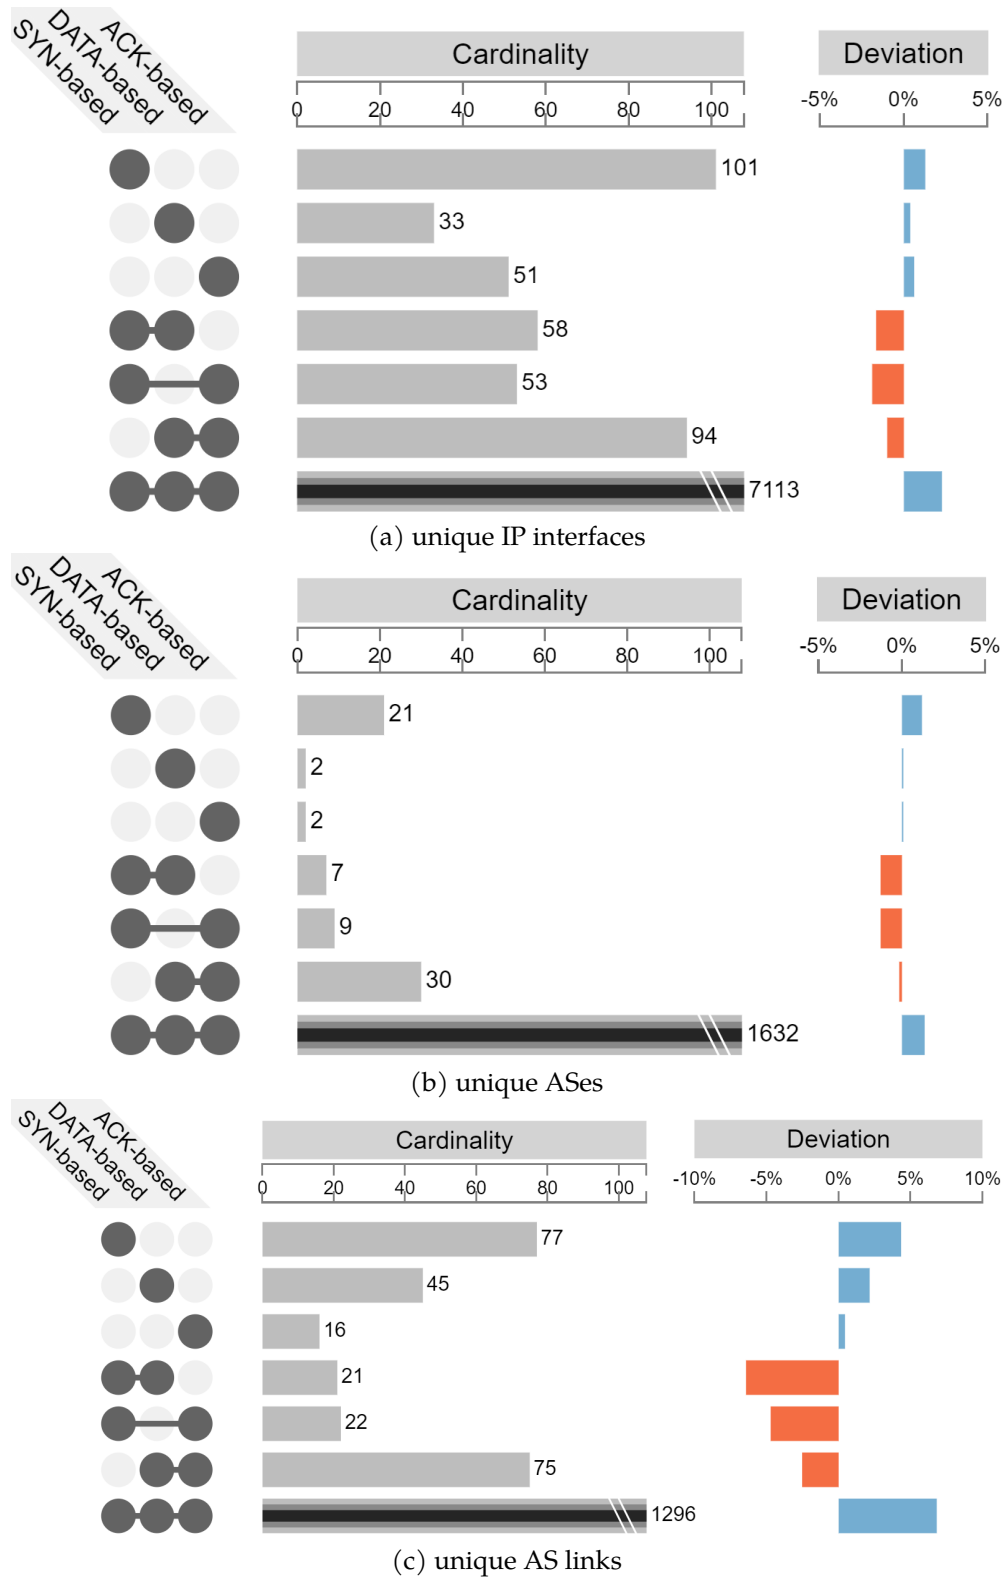 ACK-based
DATA-based
SYN-based
Cardinality
Deviation
0 20 40 60 80 100
-5% 0% 5%
101
33
51
58
53
94
7113
(a) unique IP interfaces
ACK-based
DATA-based
SYN-based
Cardinality
Deviation
0 20 40 60 80 100
-5% 0% 5%
21
2
2
7
9
30
1632
(b) unique ASes
ACK-based
DATA-based
SYN-based
Cardinality
Deviation
0 20 40 60 80 100
-10% -5% 0% 5% 10%
77
45
16
21
22
75
1296
(c) unique AS links